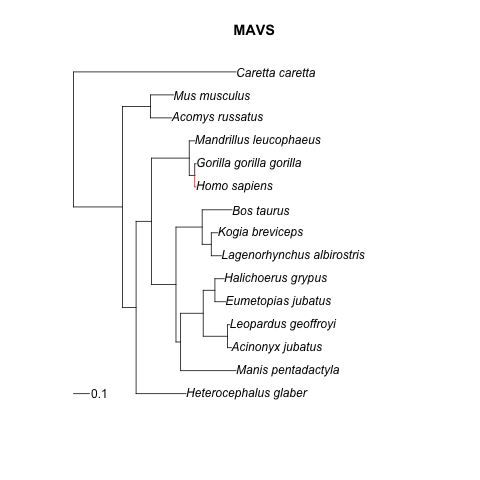 MAVS
Caretta caretta
Mus musculus
Acomys russatus
Mandrillus leucophaeus
Gorilla gorilla gorilla
Homo sapiens
Bos taurus
Kogia breviceps
Lagenorhynchus albirostris
Halichoerus grypus
Eumetopias jubatus
Leopardus geoffroyi
Acinonyx jubatus
Manis pentadactyla
Heterocephalus glaber
0.1